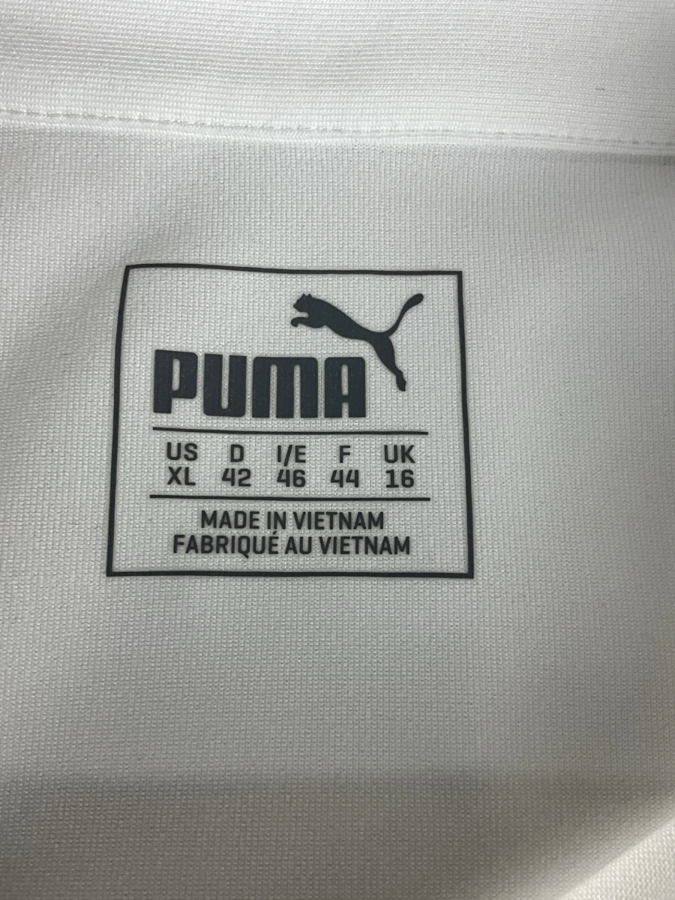 PUMA
US D I/E F UK
XL 42 46 44 16
MADE IN VIETNAM
FABRIQUÉ AU VIETNAM